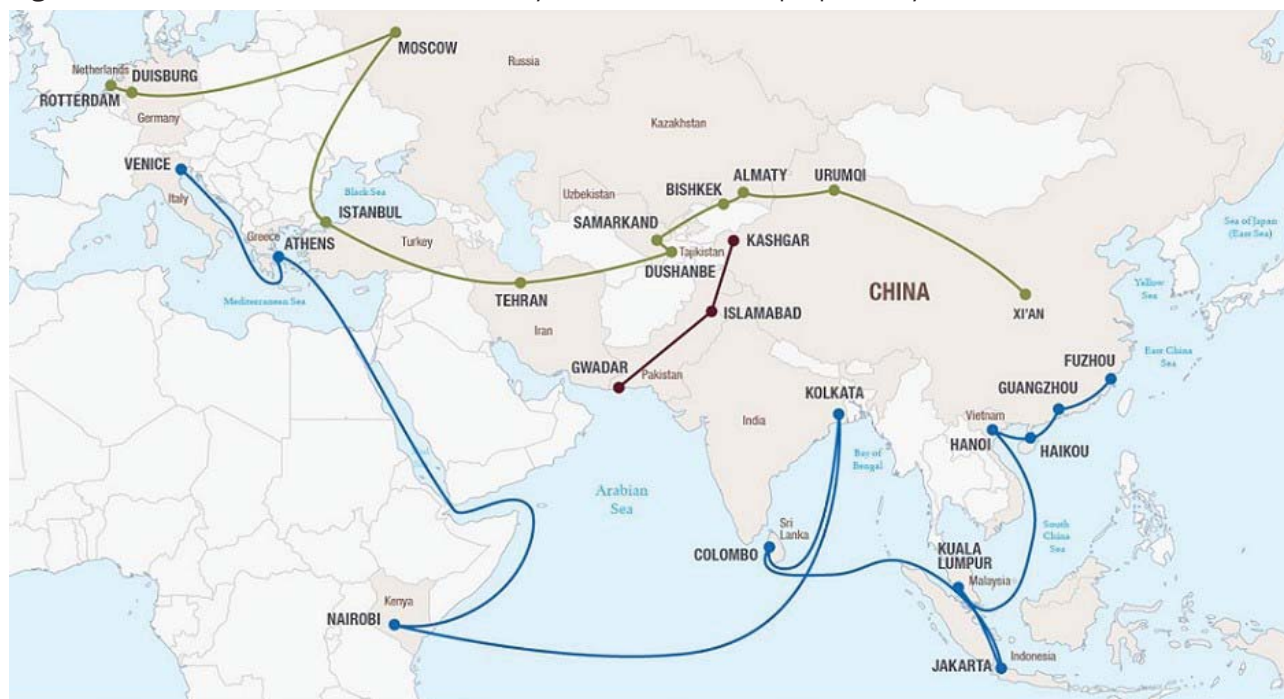 MOSCOW
Russia
Netherlands
DUISBURG
ROTTERDAM
Germany
Kazakhstan
VENICE
Italy
Black Sea
ISTANBUL
Uzbekistan
BISHKEK
ALMATY
URUMQI
SAMARKAND
Greece
ATHENS
Turkey
Tajikistan
KASHGAR
DUSHANBE
Sea of Japan
(East Sea)
Mediterranean Sea
TEHRAN
CHINA
Yellow
Sea
Iran
ISLAMABAD
XI'AN
GWADAR
Pakistan
FUZHOU
East China
Sea
KOLKATA
GUANGZHOU
India
Vietnam
HANOI
HAIKOU
Bay of
Bengal
Arabian
Sea
Sri
Lanka
COLOMBO
South
China
Sea
KUALA
LUMPUR
Malaysia
Kenya
NAIROBI
JAKARTA
Indonesia